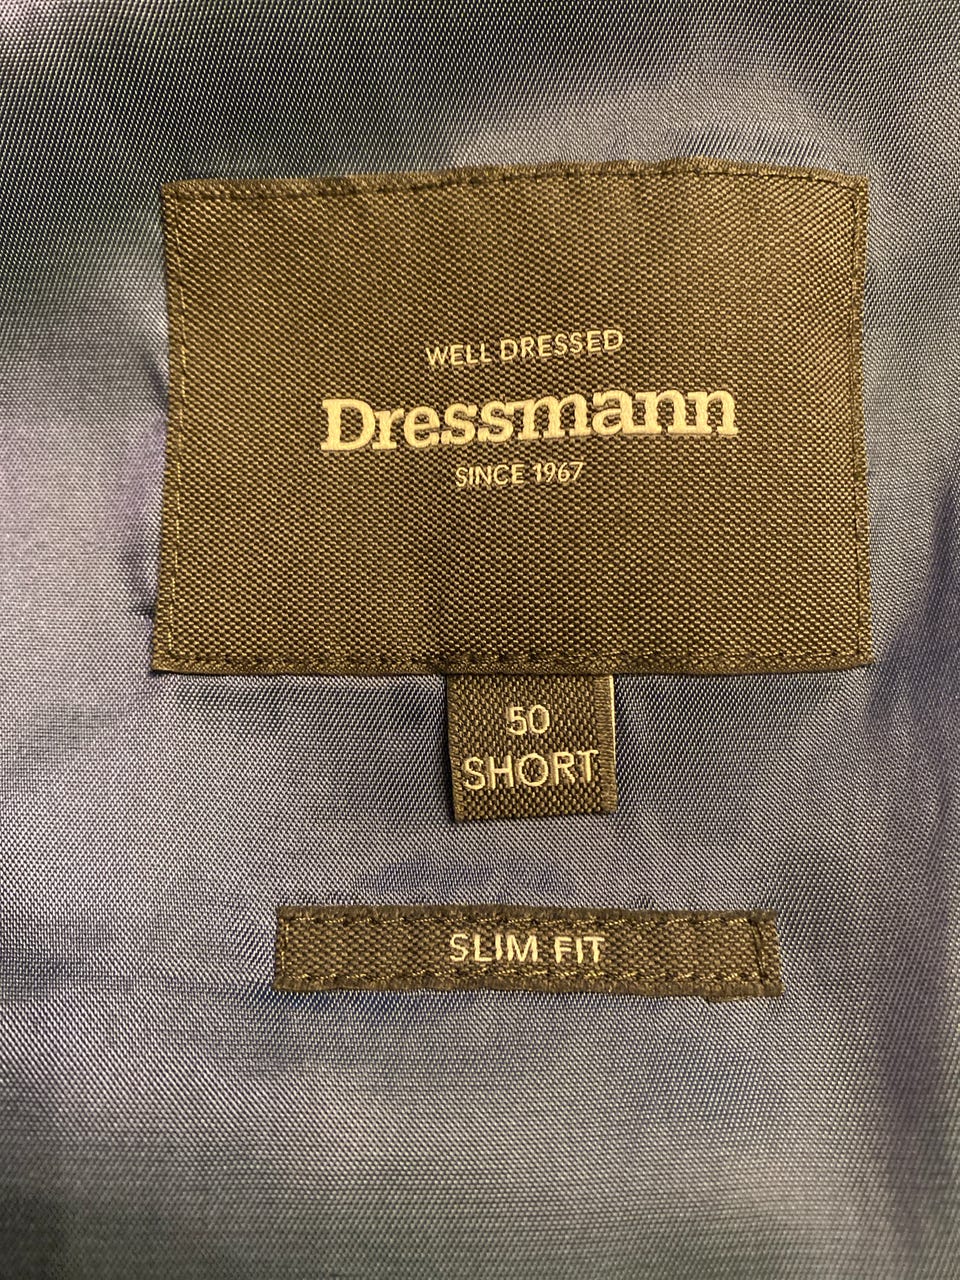 WELL DRESSED
Dressmann
SINCE 1967
50
SHORT
SLIM FIT